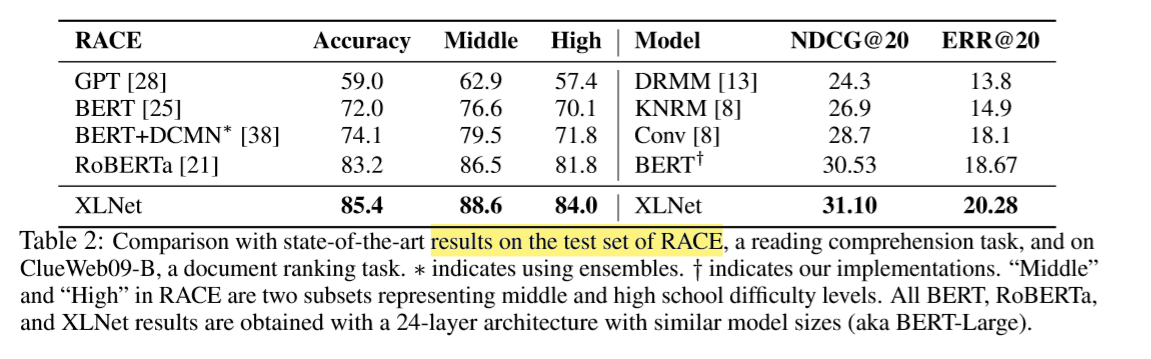 RACE Accuracy Middle High Model NDCG@20 ERR@20
GPT [28] 59.0 62.9 57.4 DRMM [13] 24.3 13.8
BERT [25] 72.0 76.6 70.1 KNRM [8] 26.9 14.9
BERT+DCMN* [38] 74.1 79.5 71.8 Conv [8] 28.7 18.1
RoBERTa [21] 83.2 86.5 81.8 BERT† 30.53 18.67
XLNet 85.4 88.6 84.0 XLNet 31.10 20.28
Table 2: Comparison with state-of-the-art results on the test set of RACE, a reading comprehension task, and on
ClueWeb09-B, a document ranking task. ∗ indicates using ensembles. † indicates our implementations. “Middle”
and “High” in RACE are two subsets representing middle and high school difficulty levels. All BERT, RoBERTa,
and XLNet results are obtained with a 24-layer architecture with similar model sizes (aka BERT-Large).